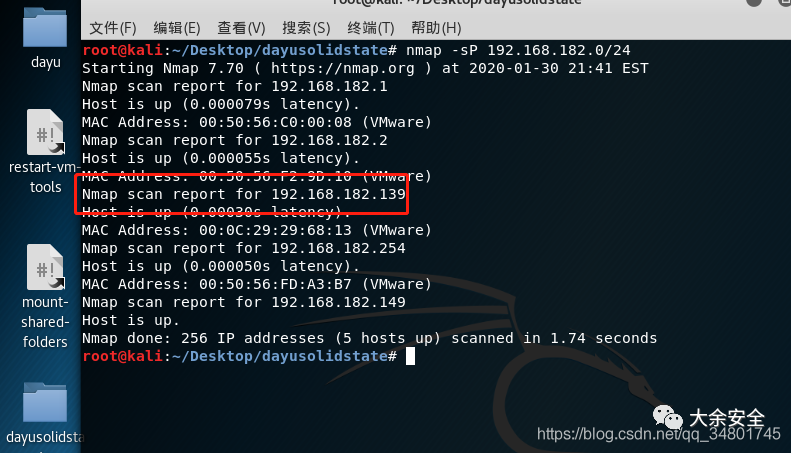 root@kali: ~/Desktop/dayusolidstate
文件(F) 编辑(E) 查看(V) 搜索(S) 终端(T) 帮助(H)
root@kali:~/Desktop/dayusolidstate# nmap -sP 192.168.182.0/24
Starting Nmap 7.70 ( https://nmap.org ) at 2020-01-30 21:41 EST
Nmap scan report for 192.168.182.1
Host is up (0.000079s latency).
MAC Address: 00:50:56:C0:00:08 (VMware)
Nmap scan report for 192.168.182.2
Host is up (0.000055s latency).
MAC Address: 00:50:56:F2:9D:10 (VMware)
Nmap scan report for 192.168.182.139
Host is up (0.00030s latency).
MAC Address: 00:0C:29:29:68:13 (VMware)
Nmap scan report for 192.168.182.254
Host is up (0.000050s latency).
MAC Address: 00:50:56:FD:A3:B7 (VMware)
Nmap scan report for 192.168.182.149
Host is up.
Nmap done: 256 IP addresses (5 hosts up) scanned in 1.74 seconds
root@kali:~/Desktop/dayusolidstate#
dayu
#!
restart-vm-
tools
#!
mount-
shared-
folders
dayusolidsta
大余安全
https://blog.csdn.net/qq_34801745